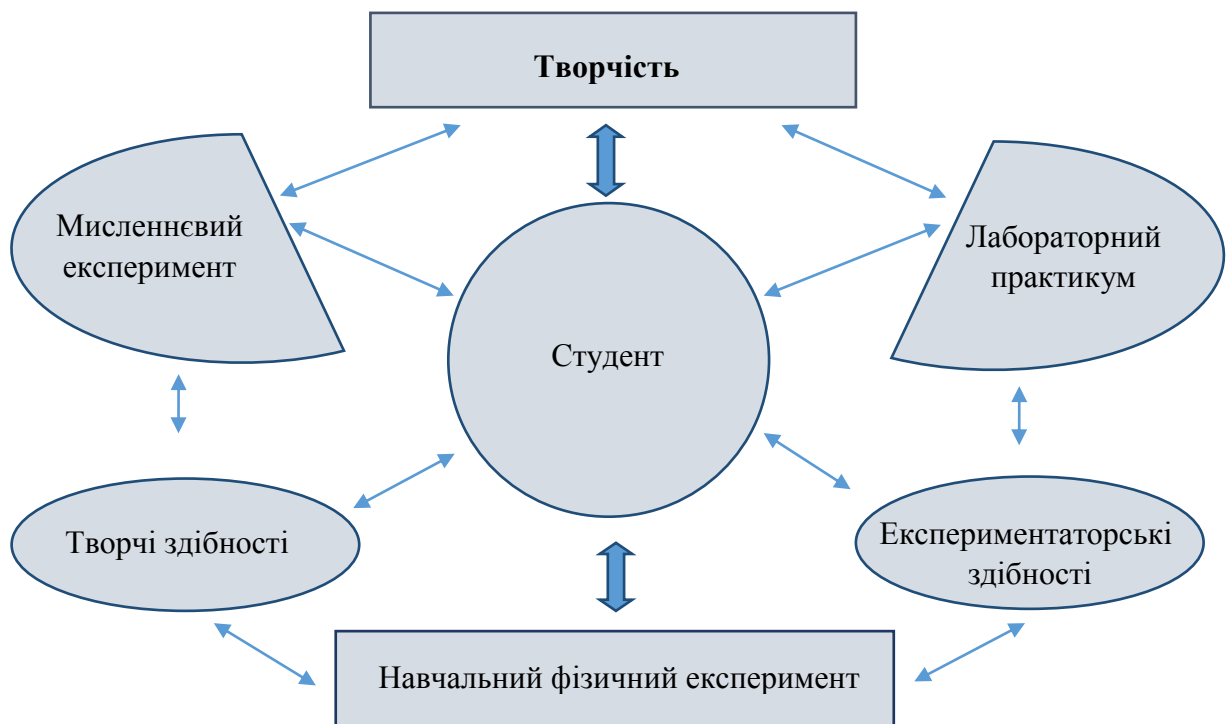 Творчість
Мисленнєвий
експеримент
Лабораторний
практикум
Студент
Творчі здібності
Експериментаторські
здібності
Навчальний фізичний експеримент